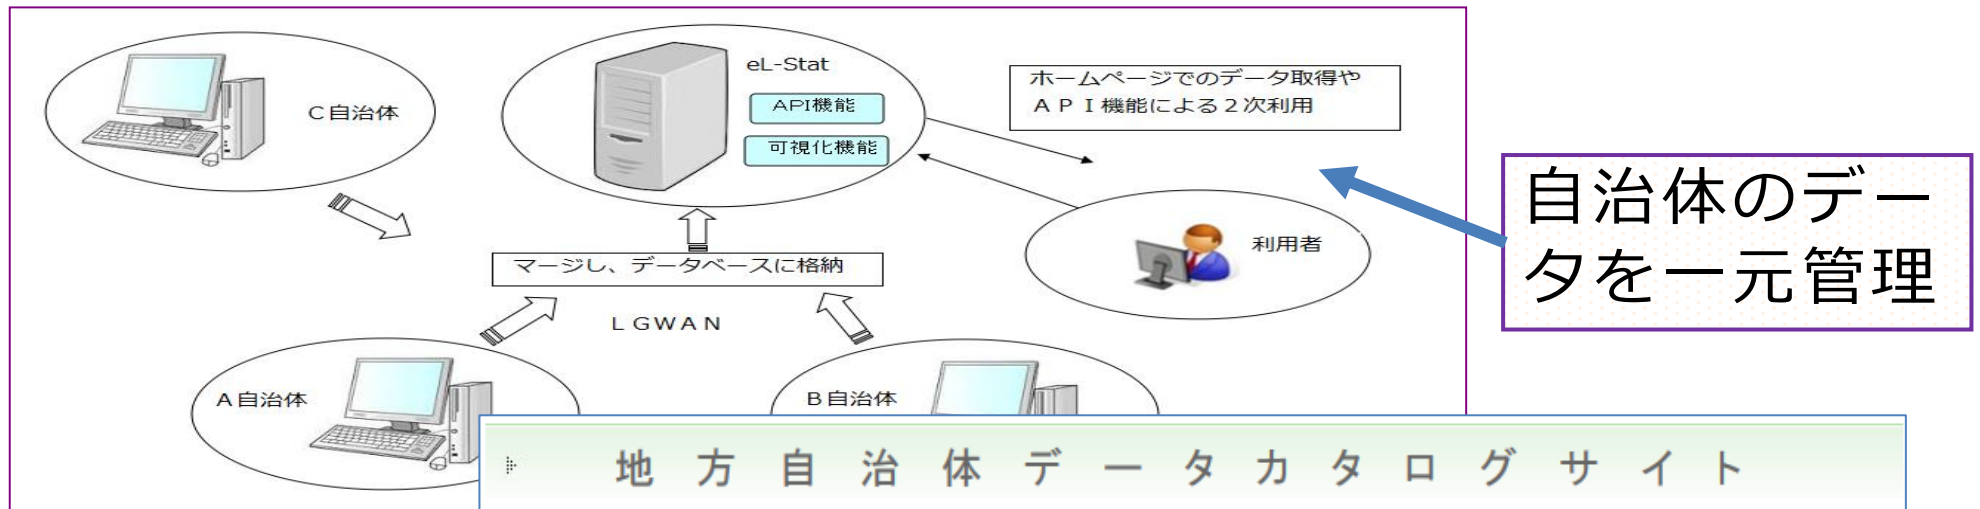 eL-Stat
API機能
可視化機能
C自治体
ホームページでのデータ取得や
ＡＰＩ機能による２次利用
自治体のデー
タを一元管理
利用者
マージし、データベースに格納
ＬＧＷＡＮ
A自治体
B自治体
地方自治体データカタログサイト